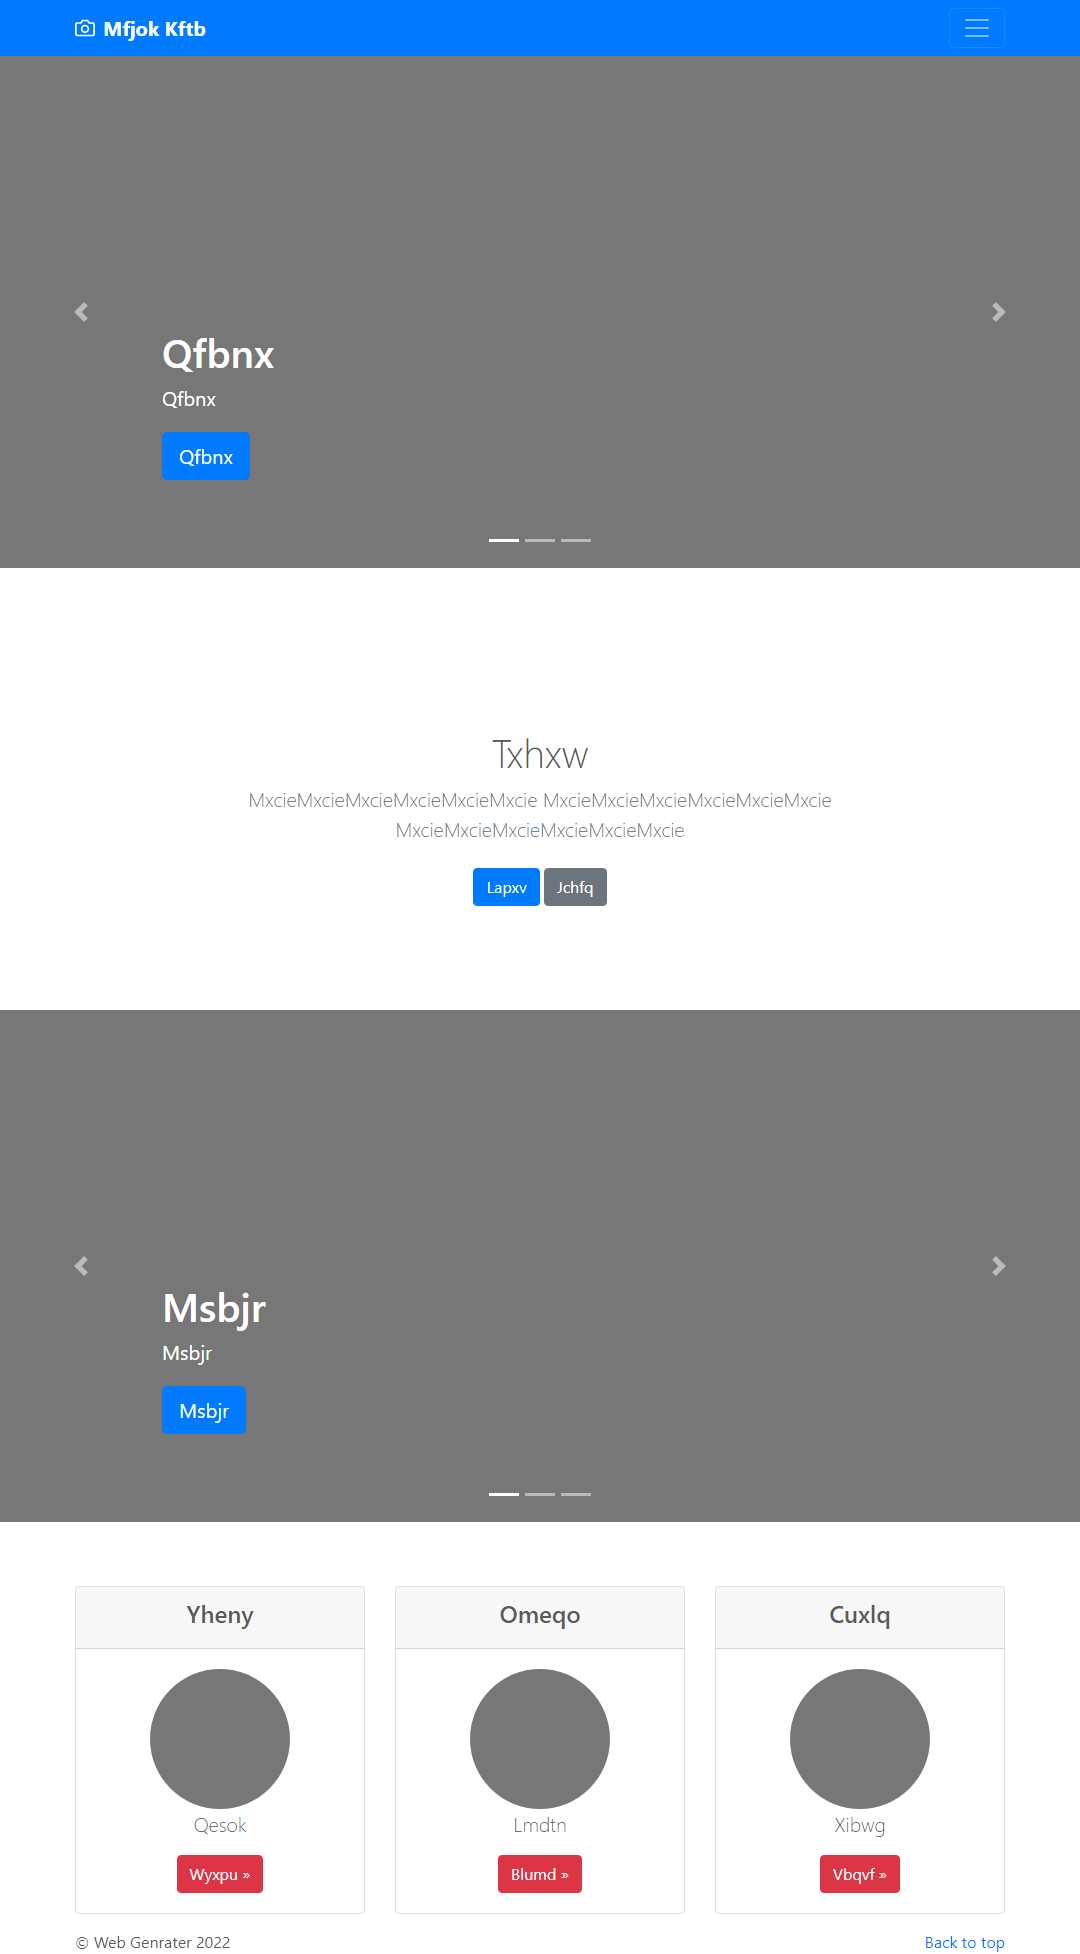 Mfjok Kftb
Qfbnx
Qfbnx
Qfbnx
Txhxw
MxcieMxcieMxcieMxcieMxcieMxcie MxcieMxcieMxcieMxcieMxcieMxcie
MxcieMxcieMxcieMxcieMxcieMxcie
Lapxv Jchfq
Msbjr
Msbjr
Msbjr
Yheny Omeqo Cuxlq
Qesok Lmdtn Xibwg
Wyxpu » Blumd » Vbqvf »
© Web Genrater 2022 Back to top